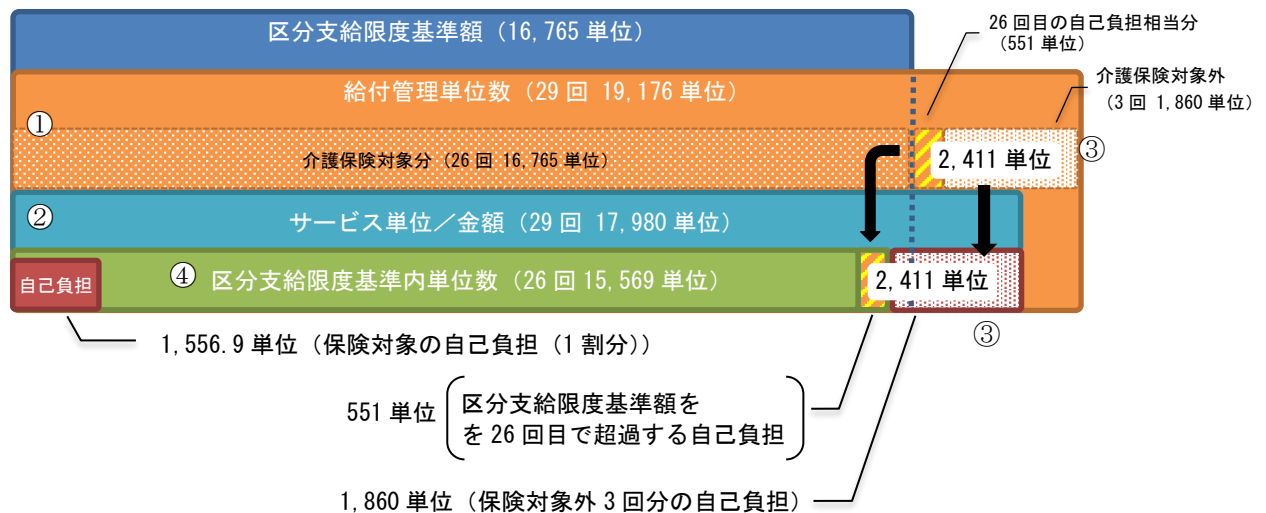 区分支給限度基準額（16,765 単位）
26 回目の自己負担相当分
（551 単位）
給付管理単位数（29 回 19,176 単位）
介護保険対象外
（3 回 1,860 単位）
①
介護保険対象分（26 回 16,765 単位）
2,411 単位
③
②
サービス単位／金額（29 回 17,980 単位）
自己負担
④
区分支給限度基準内単位数（26 回 15,569 単位）
2,411 単位
③
1,556.9 単位（保険対象の自己負担（1 割分））
551 単位
区分支給限度基準額を
を 26 回目で超過する自己負担
1,860 単位（保険対象外 3 回分の自己負担）